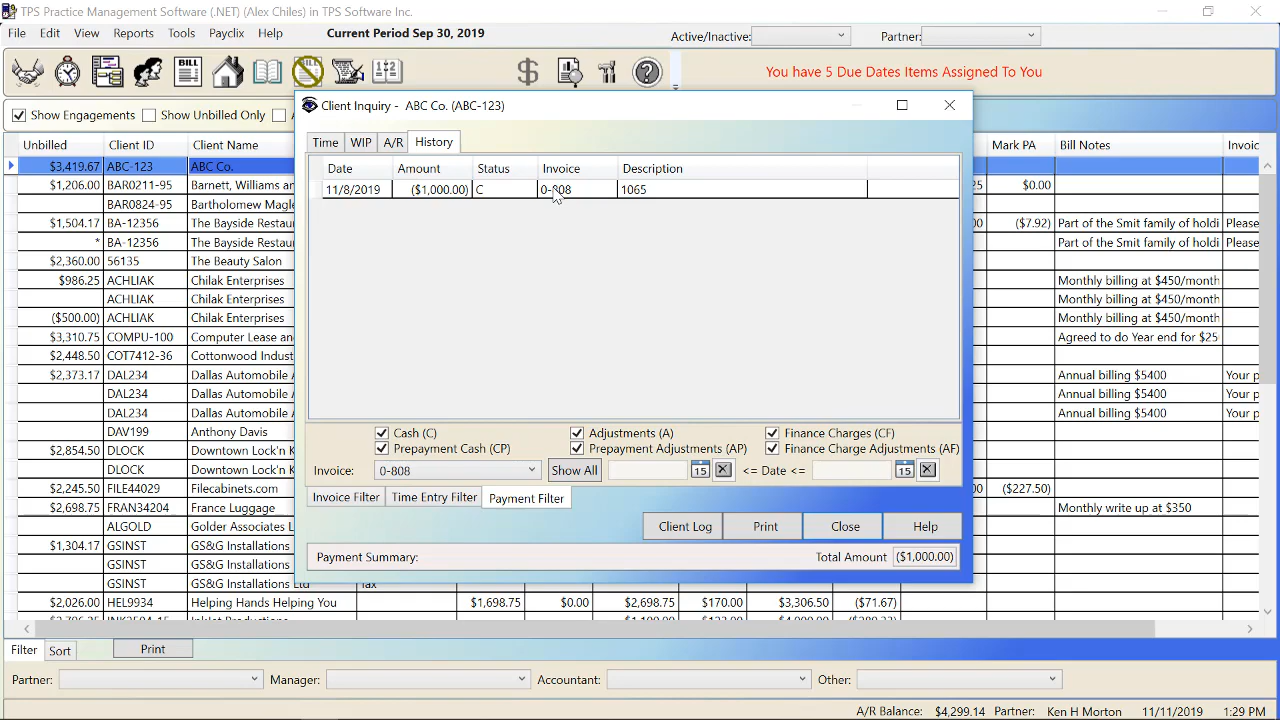 TPS Practice Management Software (.NET) (Alex Chiles) in TPS Software Inc.
File Edit View Reports Tools Payclix Help Current Period Sep 30, 2019 Active/Inactive: Partner:
BILL You have 5 Due Dates Items Assigned To You
Show Engagements Show Unbilled Only
Client Inquiry - ABC Co. (ABC-123)
Time WIP A/R History
Date Amount Status Invoice Description
11/8/2019 ($1,000.00) C 0-808 1065
Cash (C) Adjustments (A) Finance Charges (CF)
Prepayment Cash (CP) Prepayment Adjustments (AP) Finance Charge Adjustments (AF)
Invoice: 0-808 Show All 15 <= Date <= 15
Invoice Filter Time Entry Filter Payment Filter
Client Log Print Close Help
Payment Summary: Total Amount ($1,000.00)
Unbilled Client ID Client Name Mark PA Bill Notes Invoic
$3,419.67 ABC-123 ABC Co.
$1,206.00 BAR0211-95 Barnett, Williams an 25 $0.00
BAR0824-95 Bartholomew Magle
$1,504.17 BA-12356 The Bayside Restau 00 ($7.92) Part of the Smit family of holdi Please
* BA-12356 The Bayside Restau Part of the Smit family of holdi Please
$2,360.00 56135 The Beauty Salon
$986.25 ACHLIAK Chilak Enterprises Monthly billing at $450/month
ACHLIAK Chilak Enterprises Monthly billing at $450/month
($500.00) ACHLIAK Chilak Enterprises Monthly billing at $450/month
$3,310.75 COMPU-100 Computer Lease an Agreed to do Year end for $25
$2,448.50 COT7412-36 Cottonwood Indust
$2,373.17 DAL234 Dallas Automobile A Annual billing $5400 Your p
DAL234 Dallas Automobile A Annual billing $5400 Your p
DAL234 Dallas Automobile A Annual billing $5400 Your p
DAV199 Anthony Davis
$2,854.00 DLOCK Downtown Lock'n K
DLOCK Downtown Lock'n K
$2,245.50 FILE44029 Filecabinets.com 00 ($227.50)
$2,698.75 FRAN34204 France Luggage Monthly write up at $350
ALGOLD Golder Associates L
$1,304.17 GSINST GS&G Installations
GSINST GS&G Installations
GSINST GS&G Installations Ltd Tax
$2,026.00 HEL9934 Helping Hands Helping You $1,698.75 $0.00 $2,698.75 $170.00 $3,306.50 ($71.67)
Filter Sort Print
Partner: Manager: Accountant: Other:
A/R Balance: $4,299.14 Partner: Ken H Morton 11/11/2019 1:29 PM